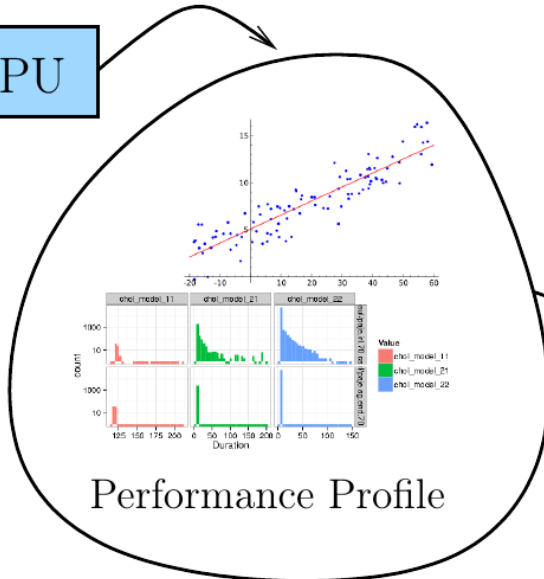 PU
15
10
5
-20 -10 0 10 20 30 40 50 60
chol_model_11 chol_model_21 chol_model_22
1000
10
1000
10
count
125 150 175 200 0 50 100 150 200 0 50 100 150
Duration
Value
chol_model_11
chol_model_21
chol_model_22
Performance Profile